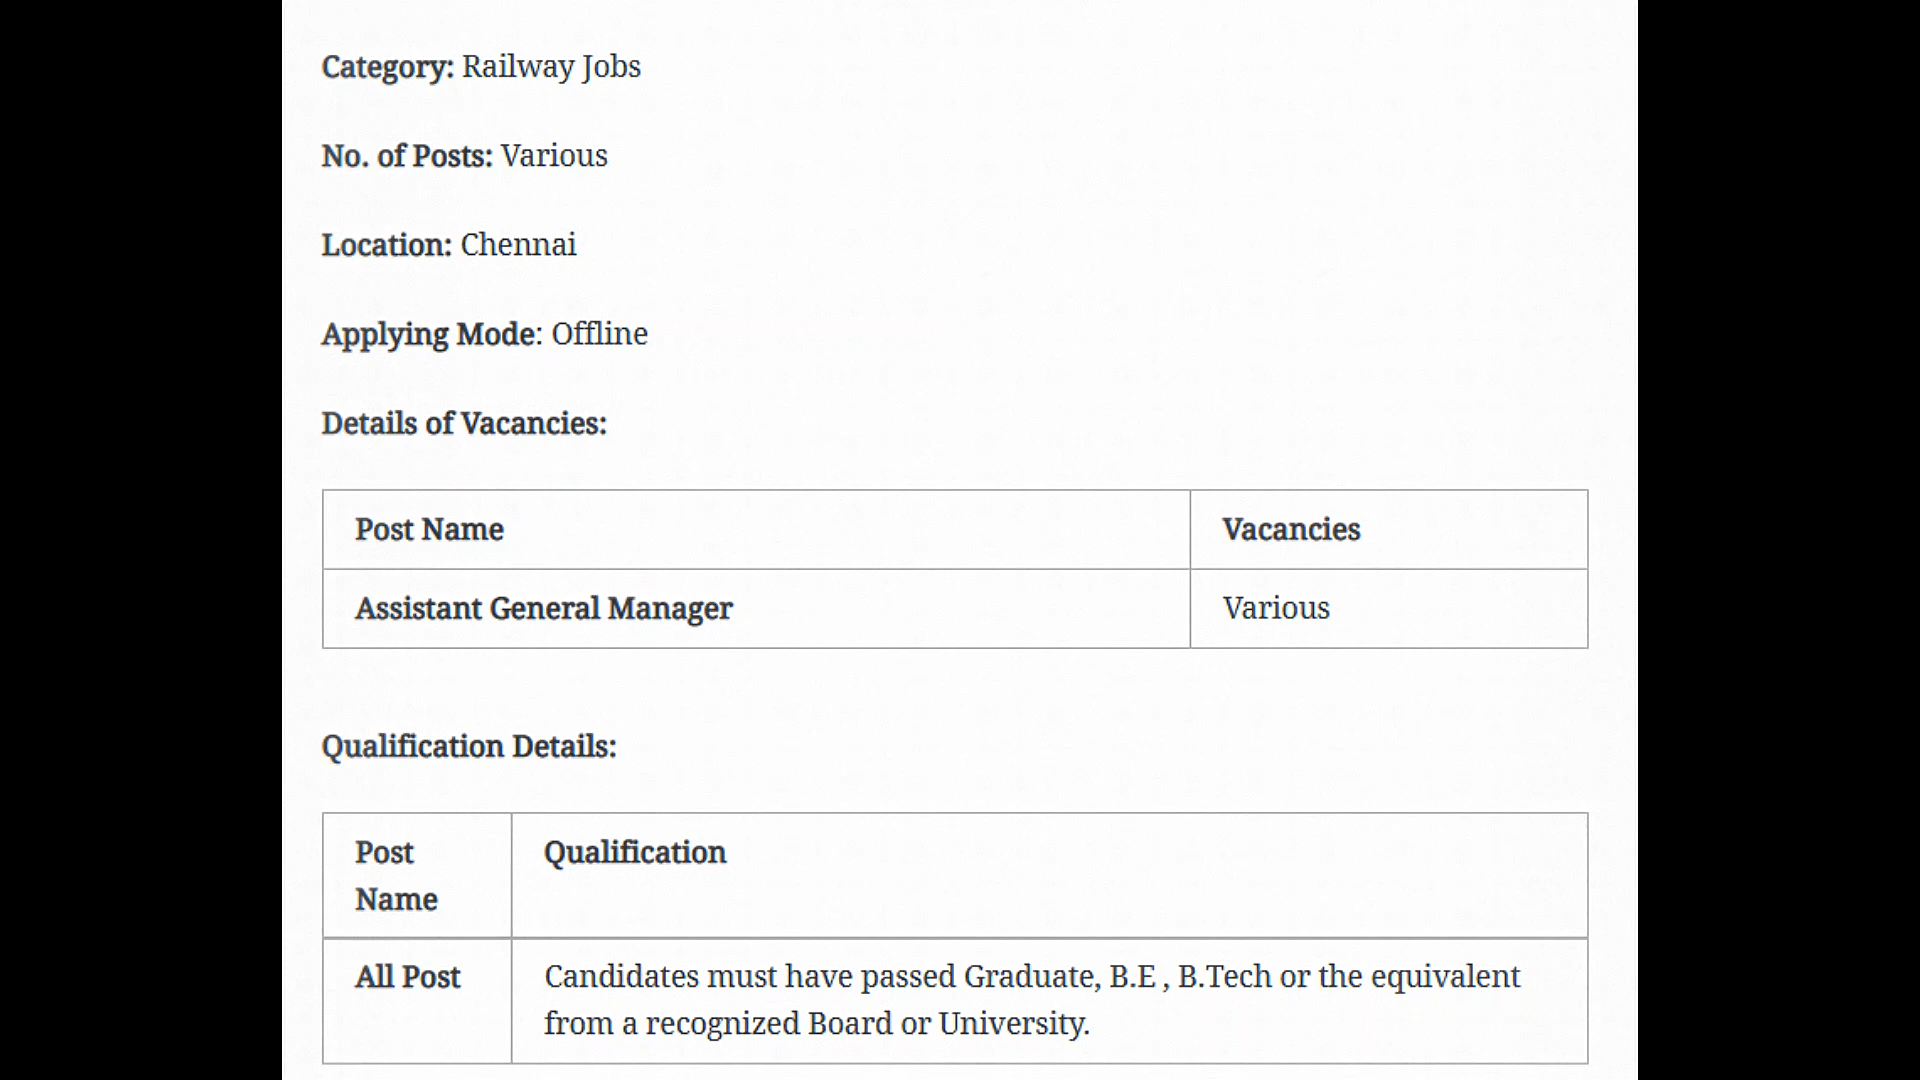 Category: Railway Jobs
No. of Posts: Various
Location: Chennai
Applying Mode: Offline
Details of Vacancies:
Post Name Vacancies
Assistant General Manager Various
Qualification Details:
Post Name Qualification
All Post Candidates must have passed Graduate, B.E , B.Tech or the equivalent
from a recognized Board or University.